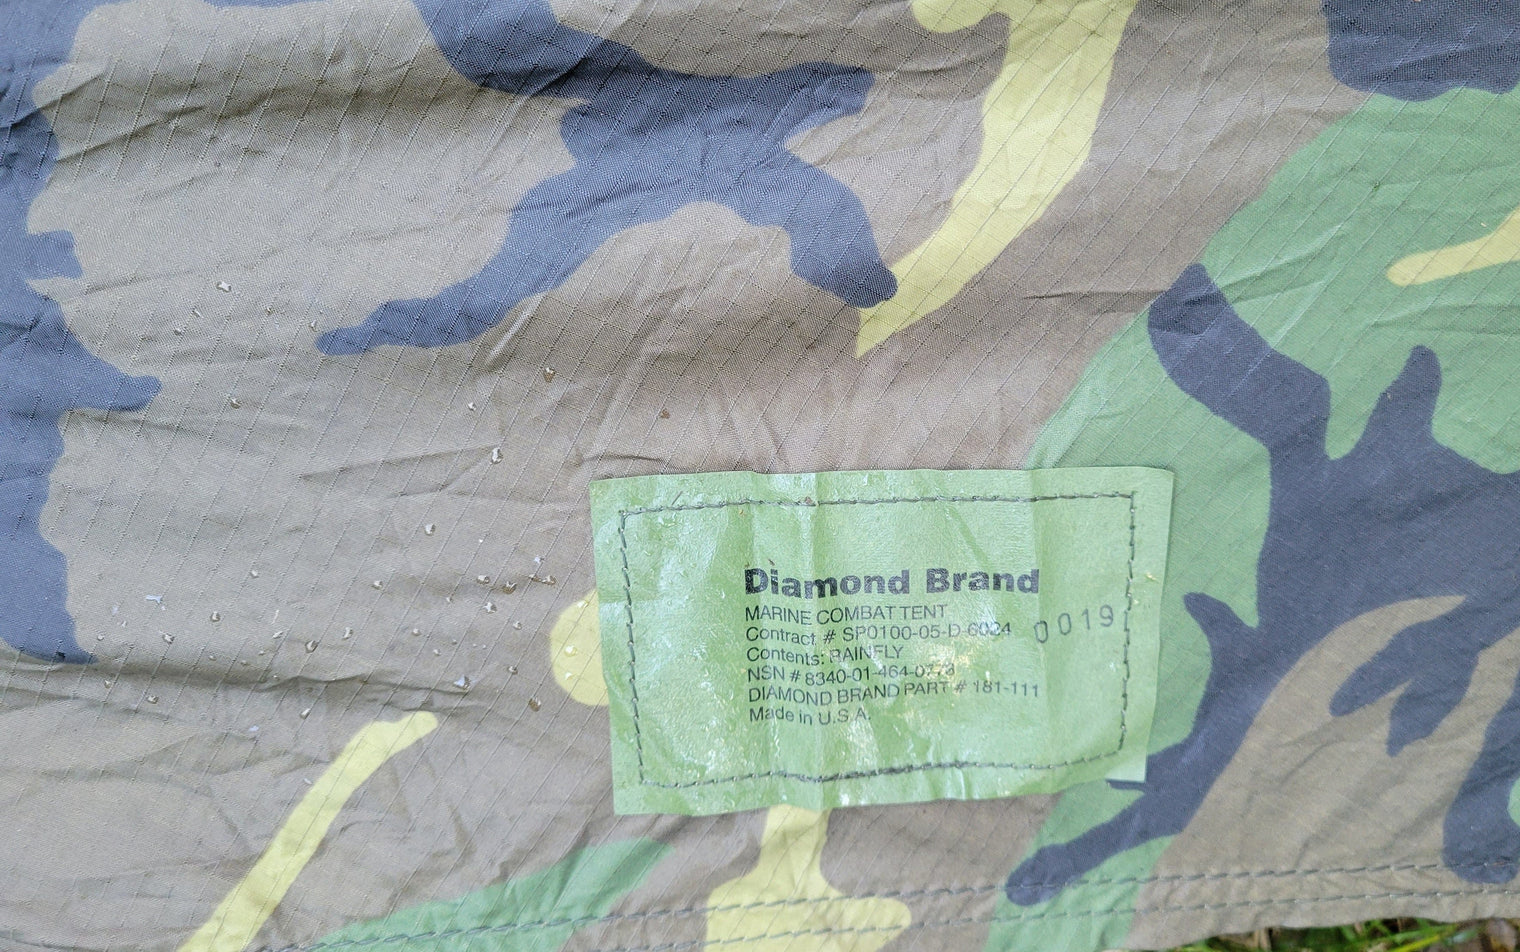 Diamond Brand
MARINE COMBAT TENT
Contract # SP0100-05-D-6024 0019
Contents: RAINFLY
NSN # 8340-01-464-0778
DIAMOND BRAND PART # 181-111
Made in U.S.A.